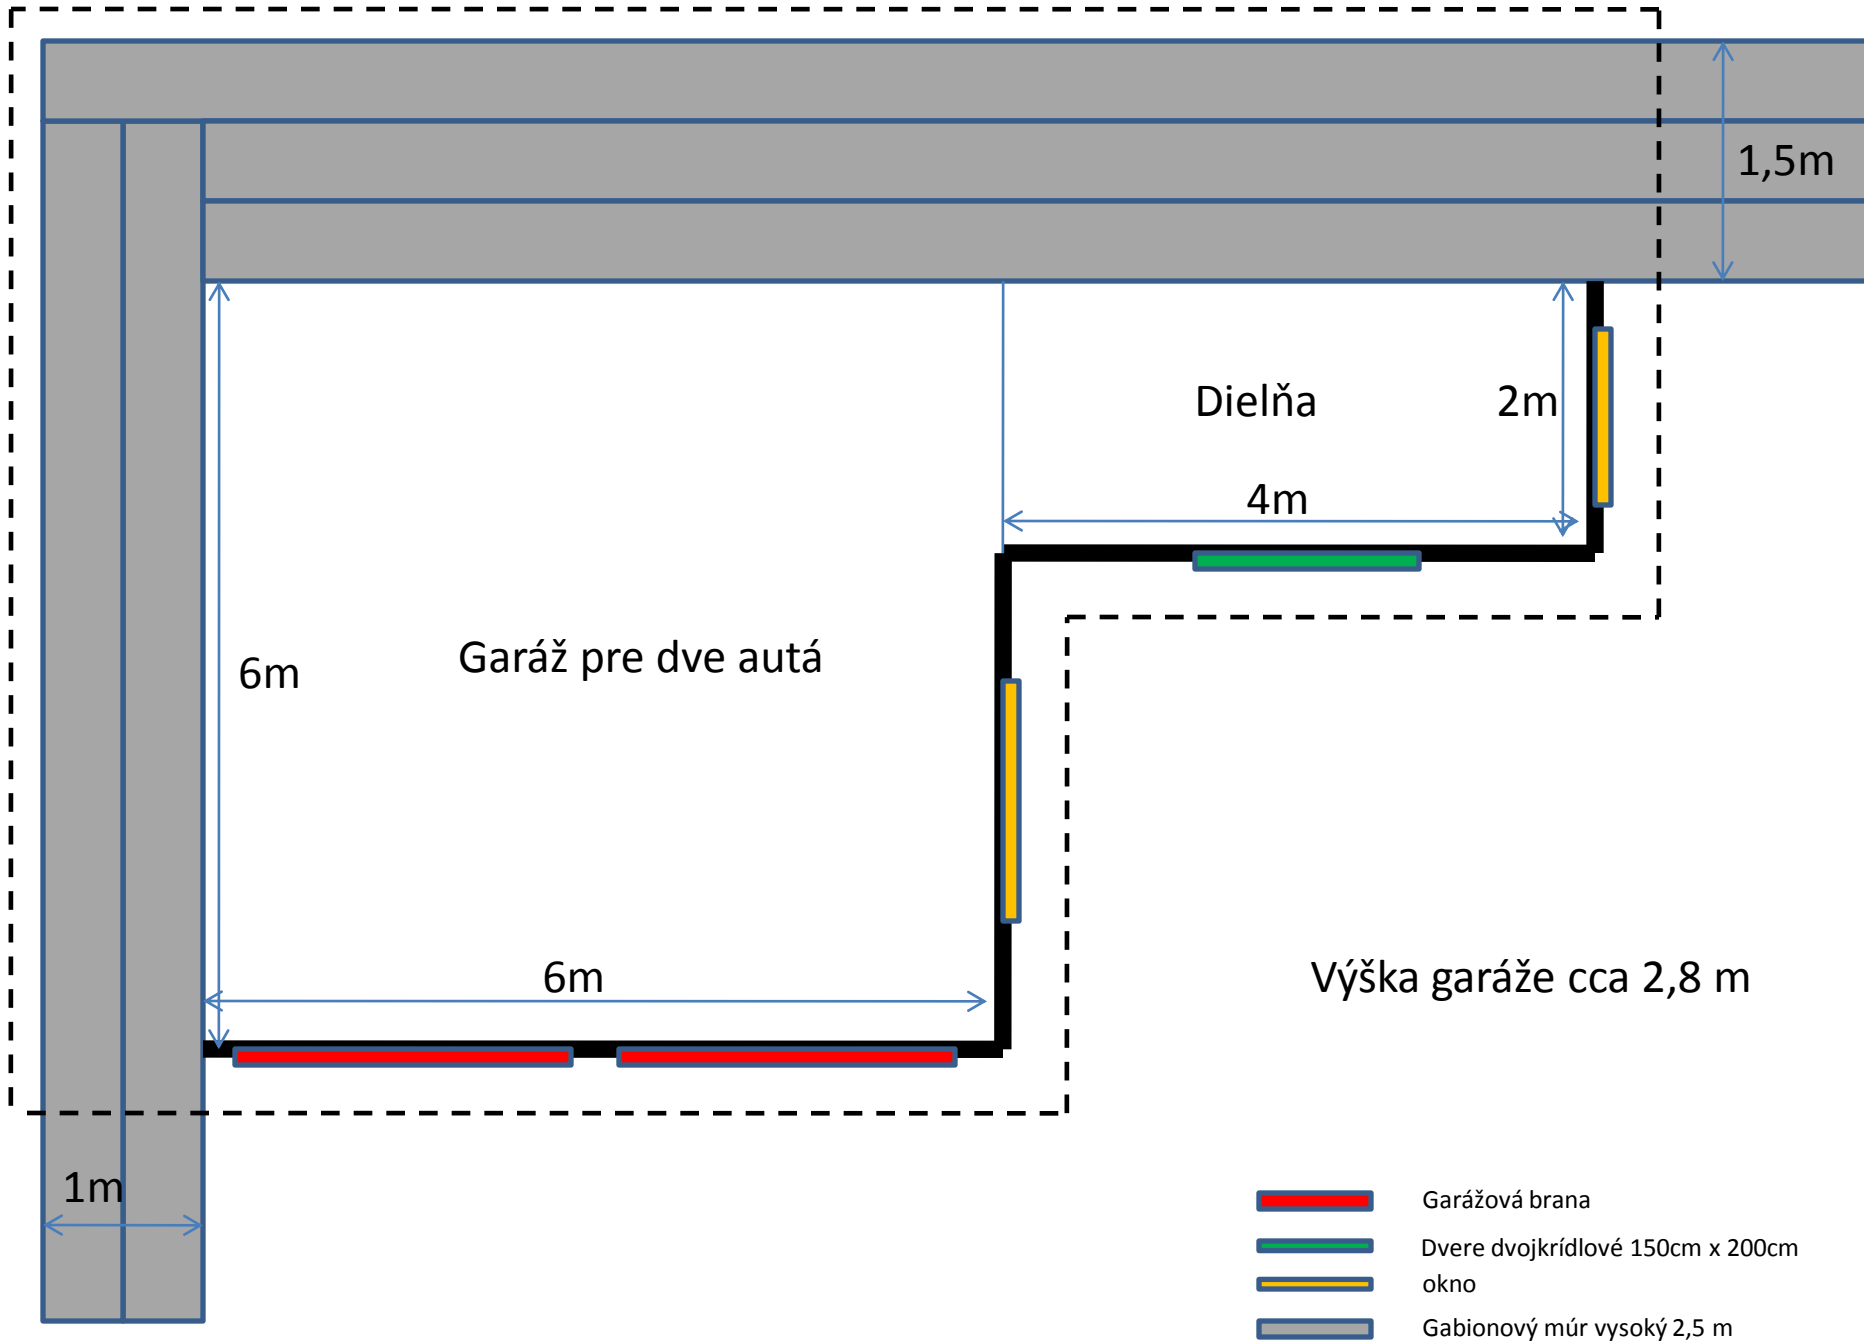 1,5m
Dielňa
2m
4m
Garáž pre dve autá
6m
6m
Výška garáže cca 2,8 m
1m
Garážová brana
Dvere dvojkrídlové 150cm x 200cm
okno
Gabionový múr vysoký 2,5 m